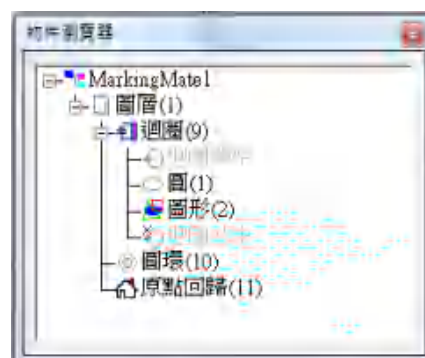 物件瀏覽器
MarkingMate1
圖層(1)
迴圈(9)
圓(1)
圖形(2)
圓環(10)
原點回歸(11)